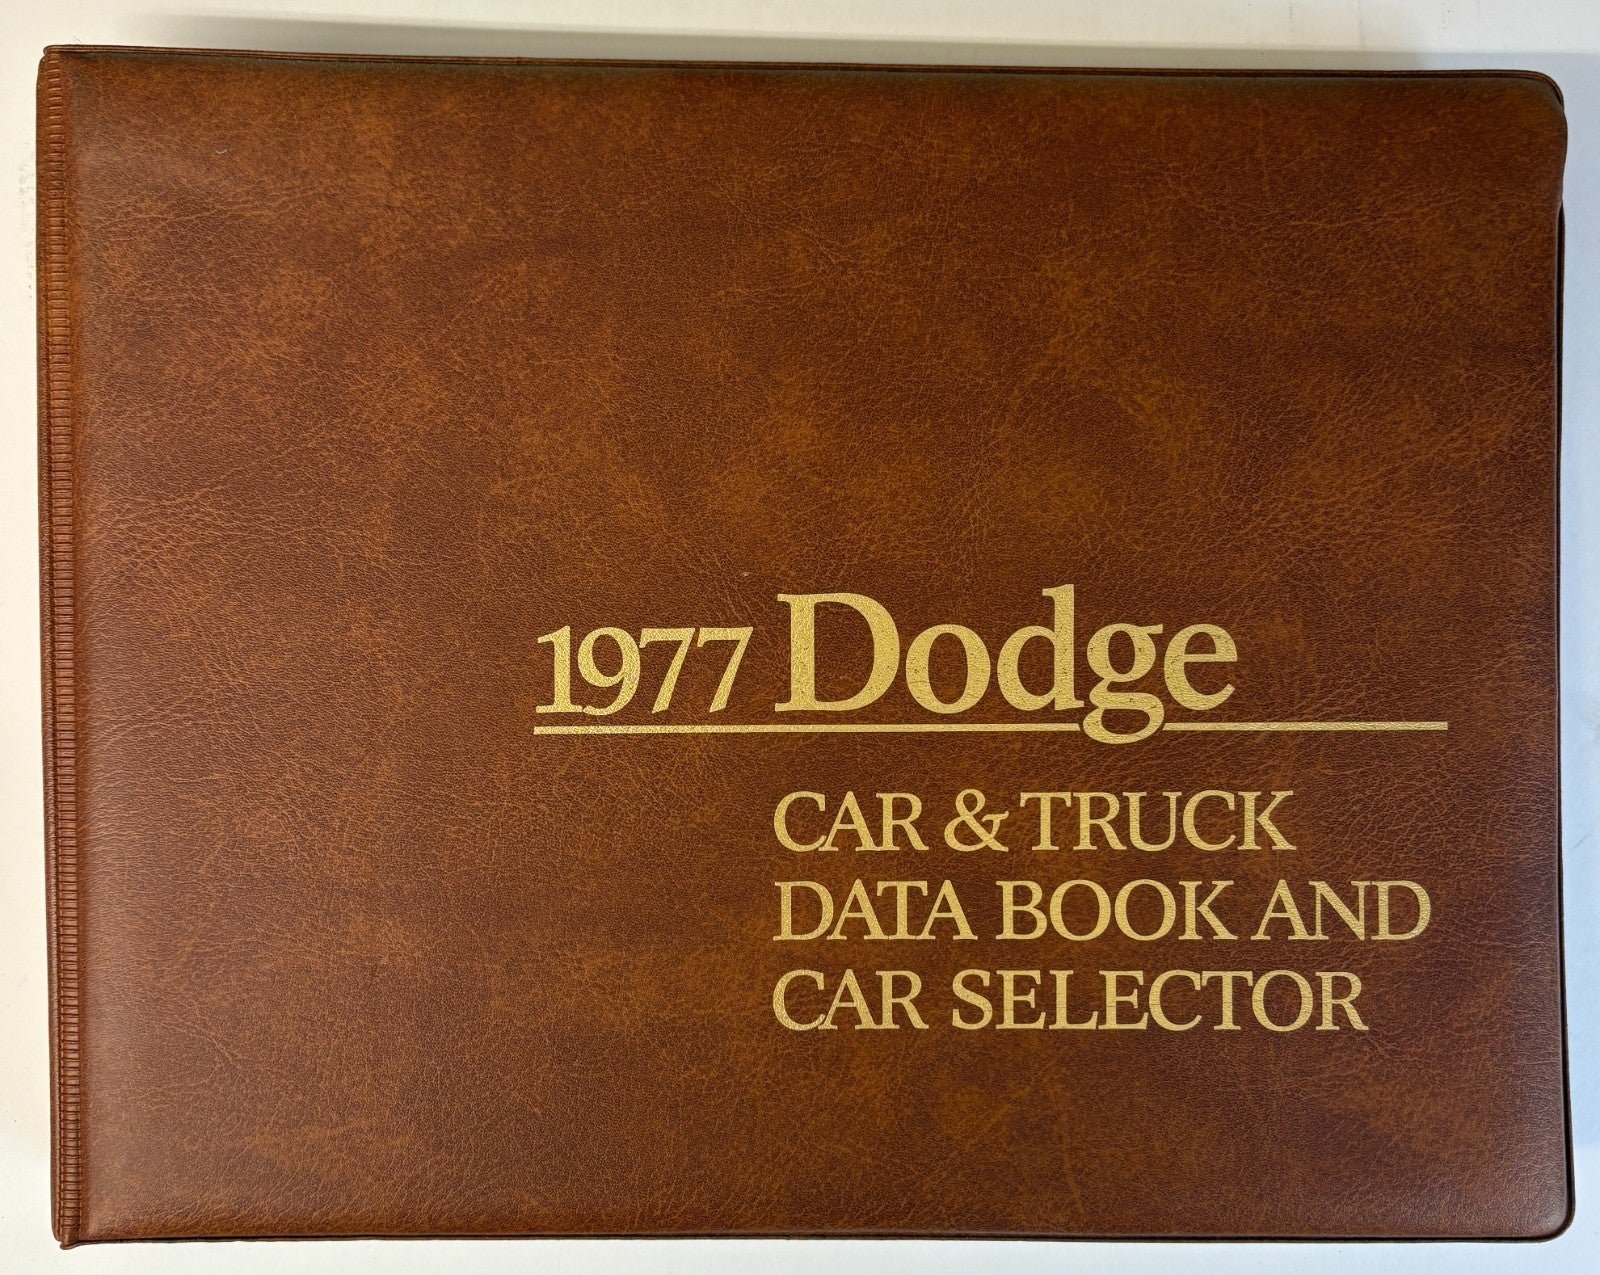 1977 Dodge
CAR & TRUCK
DATA BOOK AND
CAR SELECTOR